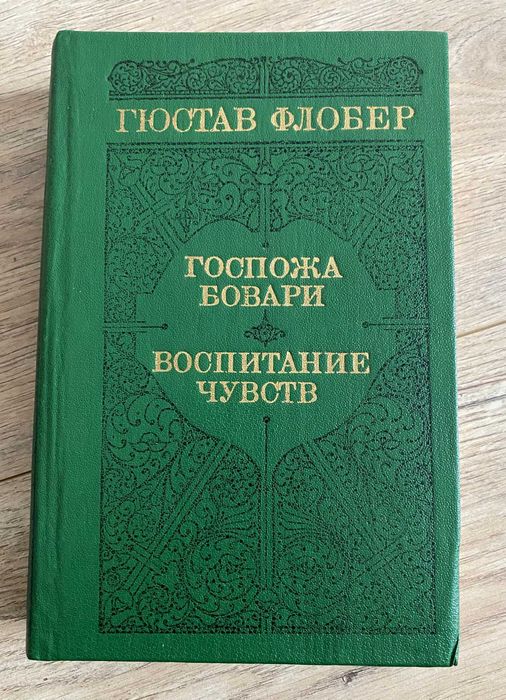 ГЮСТАВ ФЛОБЕР
ГОСПОЖА
БОВАРИ
ВОСПИТАНИЕ
ЧУВСТВ